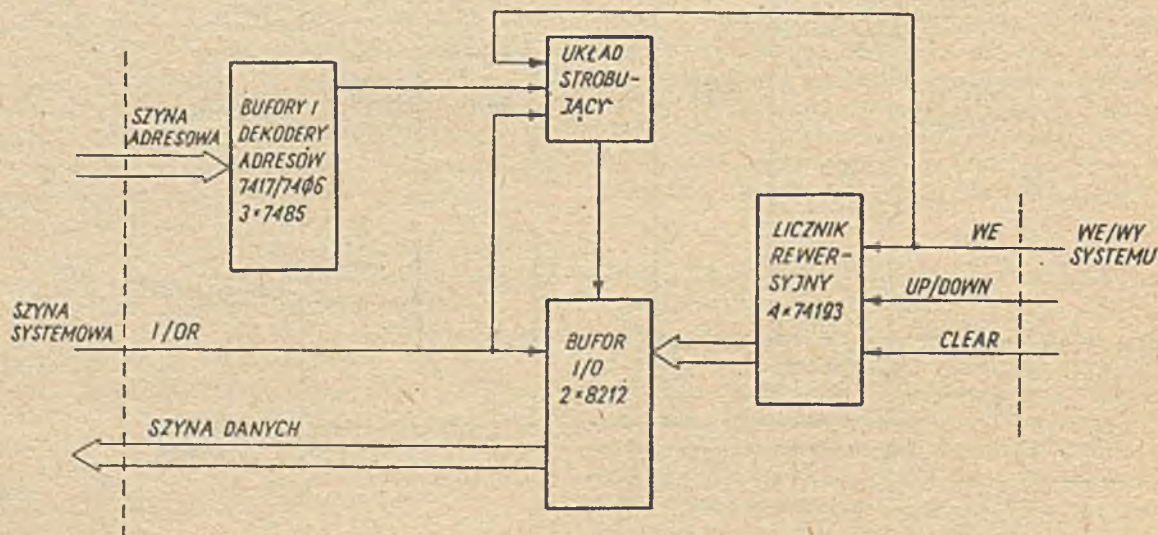 UKŁAD
STROBU-
JĄCY
BUFORY I
DEKODERY
ADRESÓW
7417/7406
3×7485
SZYNA
ADRESOWA
LICZNIK
REWER-
SYJNY
4×74193
WE
WE/WY
SYSTEMU
UP/DOWN
CLEAR
SZYNA
SYSTEMOWA
I/OR
BUFOR
I/O
2×8212
SZYNA DANYCH